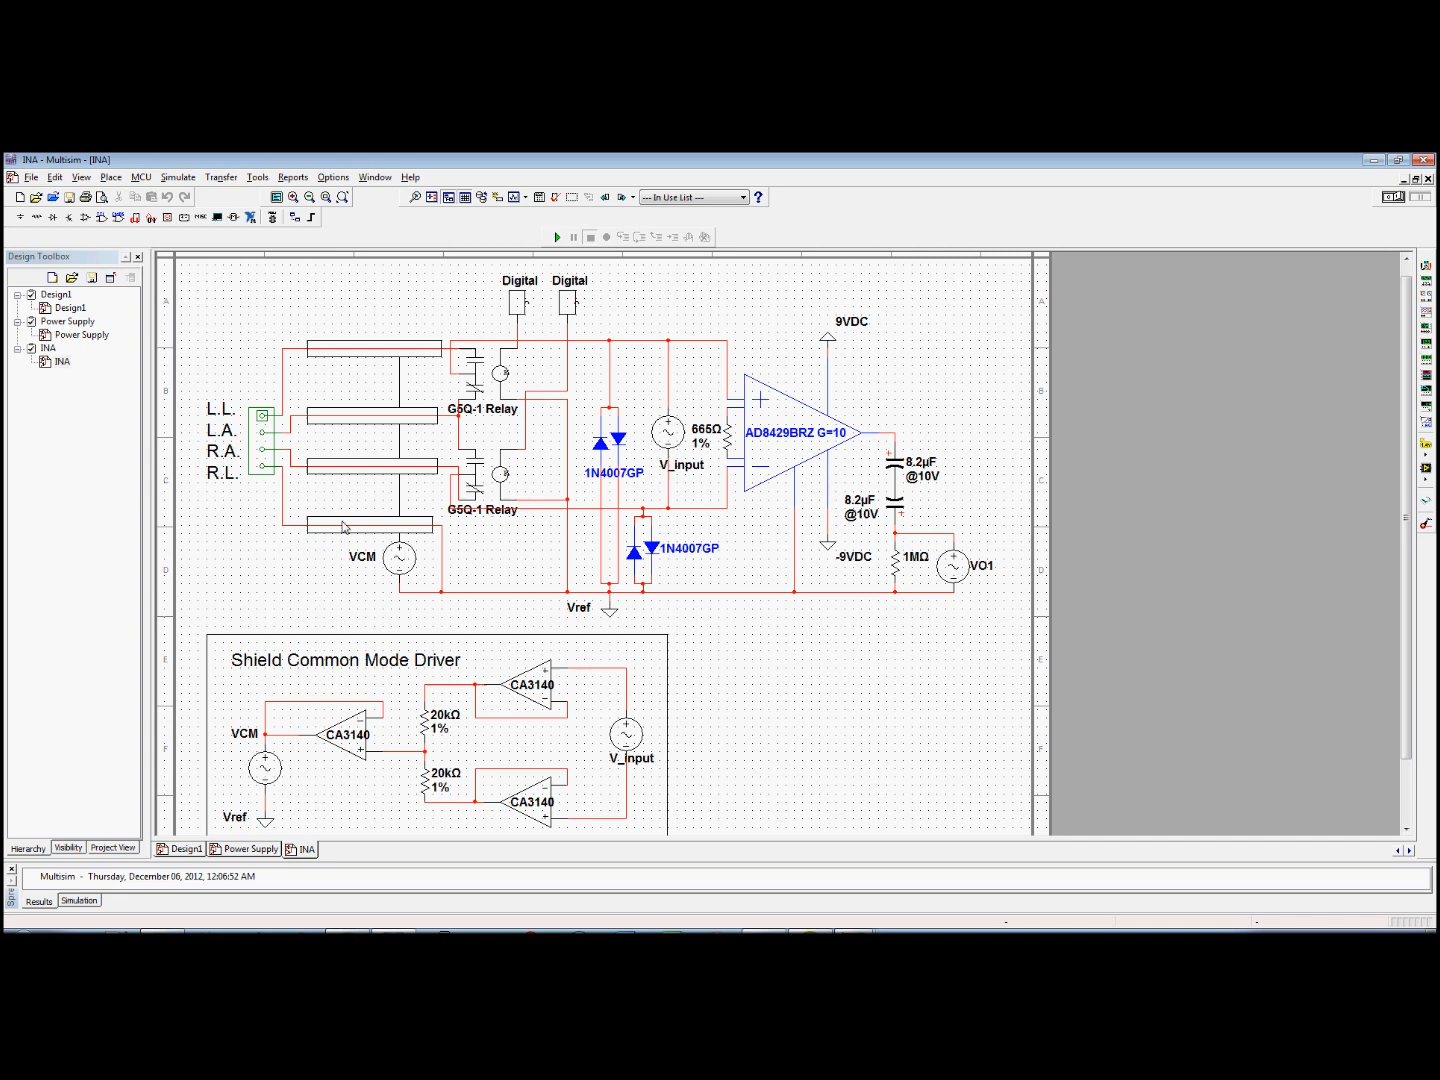 INA - Multisim - [INA]
File Edit View Place MCU Simulate Transfer Tools Reports Options Window Help
--- In Use List ---
Design Toolbox
Design1
Design1
Power Supply
Power Supply
INA
INA
Hierarchy Visibility Project View
A
B
C
D
E
F
A
B
C
D
E
F
Digital Digital
9VDC
L.L.
L.A.
R.A.
R.L.
G5Q-1 Relay
G5Q-1 Relay
1N4007GP
V_input
665Ω
1%
AD8429BRZ G=10
8.2µF
@10V
8.2µF
@10V
1N4007GP
VCM
-9VDC
1MΩ
VO1
Vref
Shield Common Mode Driver
CA3140
20kΩ
1%
VCM
CA3140
V_input
20kΩ
1%
CA3140
Vref
Design1 Power Supply INA
Multisim - Thursday, December 06, 2012, 12:06:52 AM
Results Simulation